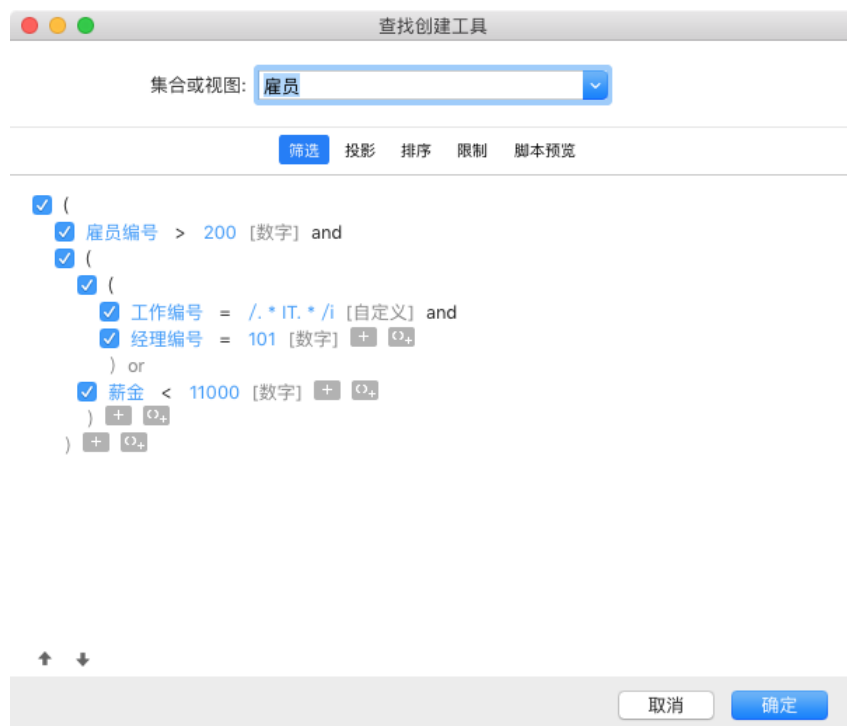 查找创建工具
集合或视图: 雇员
筛选 投影 排序 限制 脚本预览
(
雇员编号 > 200 [数字] and
(
(
工作编号 = /. * IT. * /i [自定义] and
经理编号 = 101 [数字]
) or
薪金 < 11000 [数字]
)
)
取消 确定